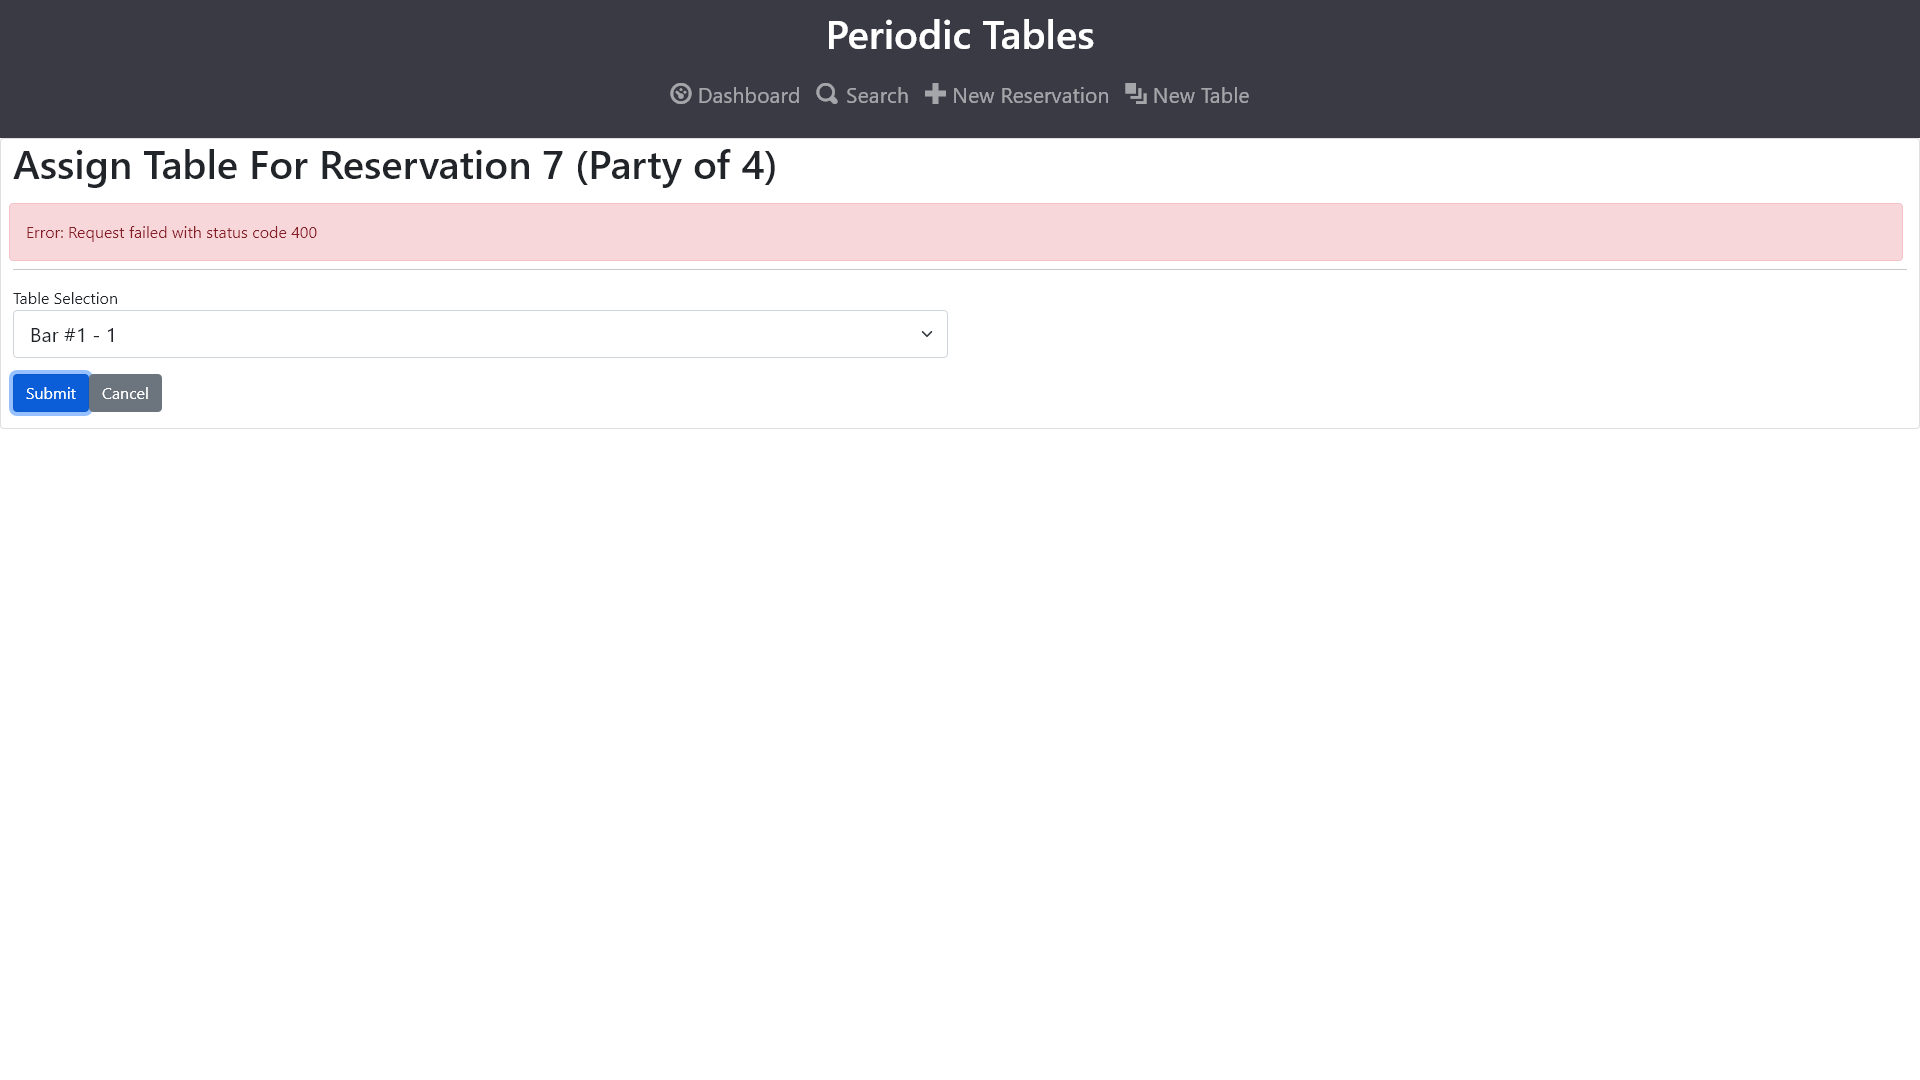 Periodic Tables
Dashboard Search New Reservation New Table
Assign Table For Reservation 7 (Party of 4)
Error: Request failed with status code 400
Table Selection
Bar #1 - 1
Submit Cancel